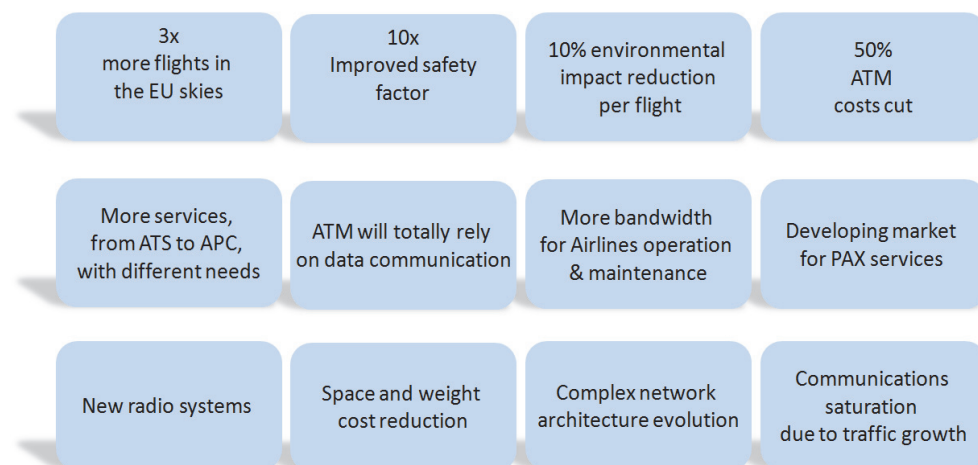 3x
more flights in
the EU skies
10x
Improved safety
factor
10% environmental
impact reduction
per flight
50%
ATM
costs cut
More services,
from ATS to APC,
with different needs
ATM will totally rely
on data communication
More bandwidth
for Airlines operation
& maintenance
Developing market
for PAX services
New radio systems
Space and weight
cost reduction
Complex network
architecture evolution
Communications
saturation
due to traffic growth